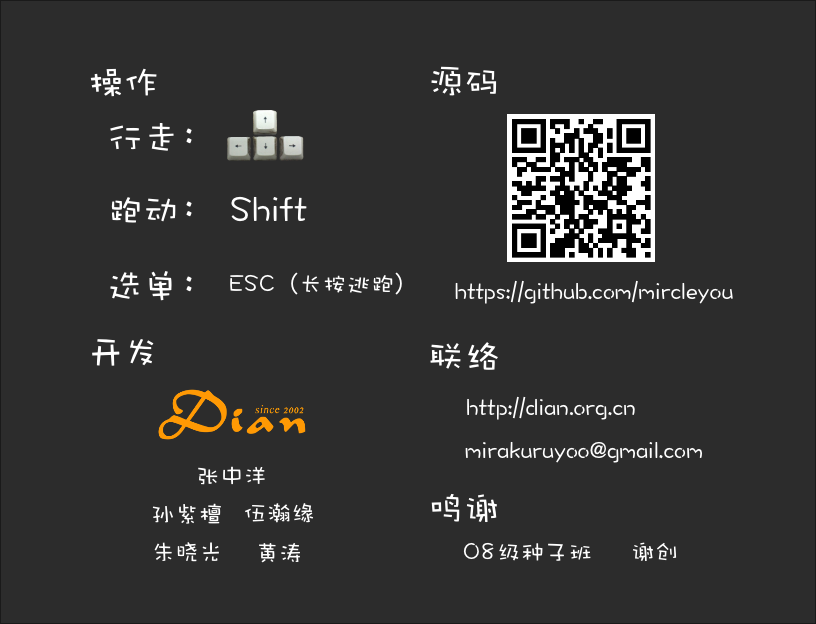 操作
行走：
↑
← ↓ →
跑动： Shift
选单： ESC（长按逃跑）
开发
Dian since 2002
张中洋
孙紫檀 伍瀚缘
朱晓光 黄涛
源码
https://github.com/mircleyou
联络
http://dian.org.cn
mirakuruyoo@gmail.com
鸣谢
08级种子班 谢创